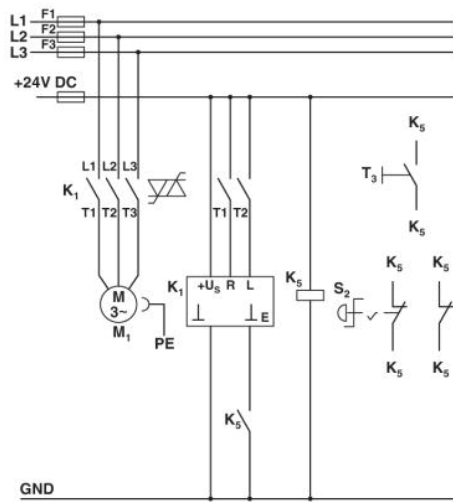 L1 F1
L2 F2
L3 F3
+24V DC
K5
L1 L2 L3
T3
K1
T1 T2 T3
T1 T2
K5
K1 +US R L
K5
S2
K5 K5
M
3~
E
M1
PE
K5 K5
K5
GND